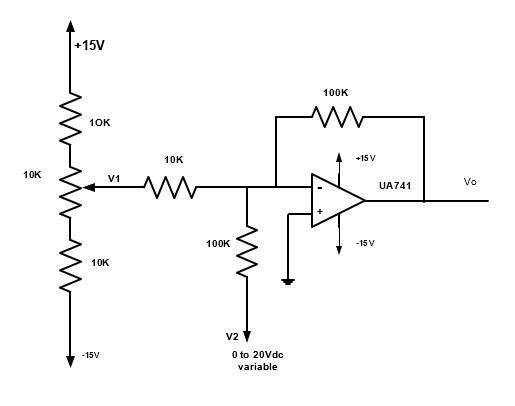 +15V
100K
1OK
10K
+15V
10K
V1
UA741
Vo
-
+
100K
-15V
10K
V2
-15V
0 to 20Vdc
variable